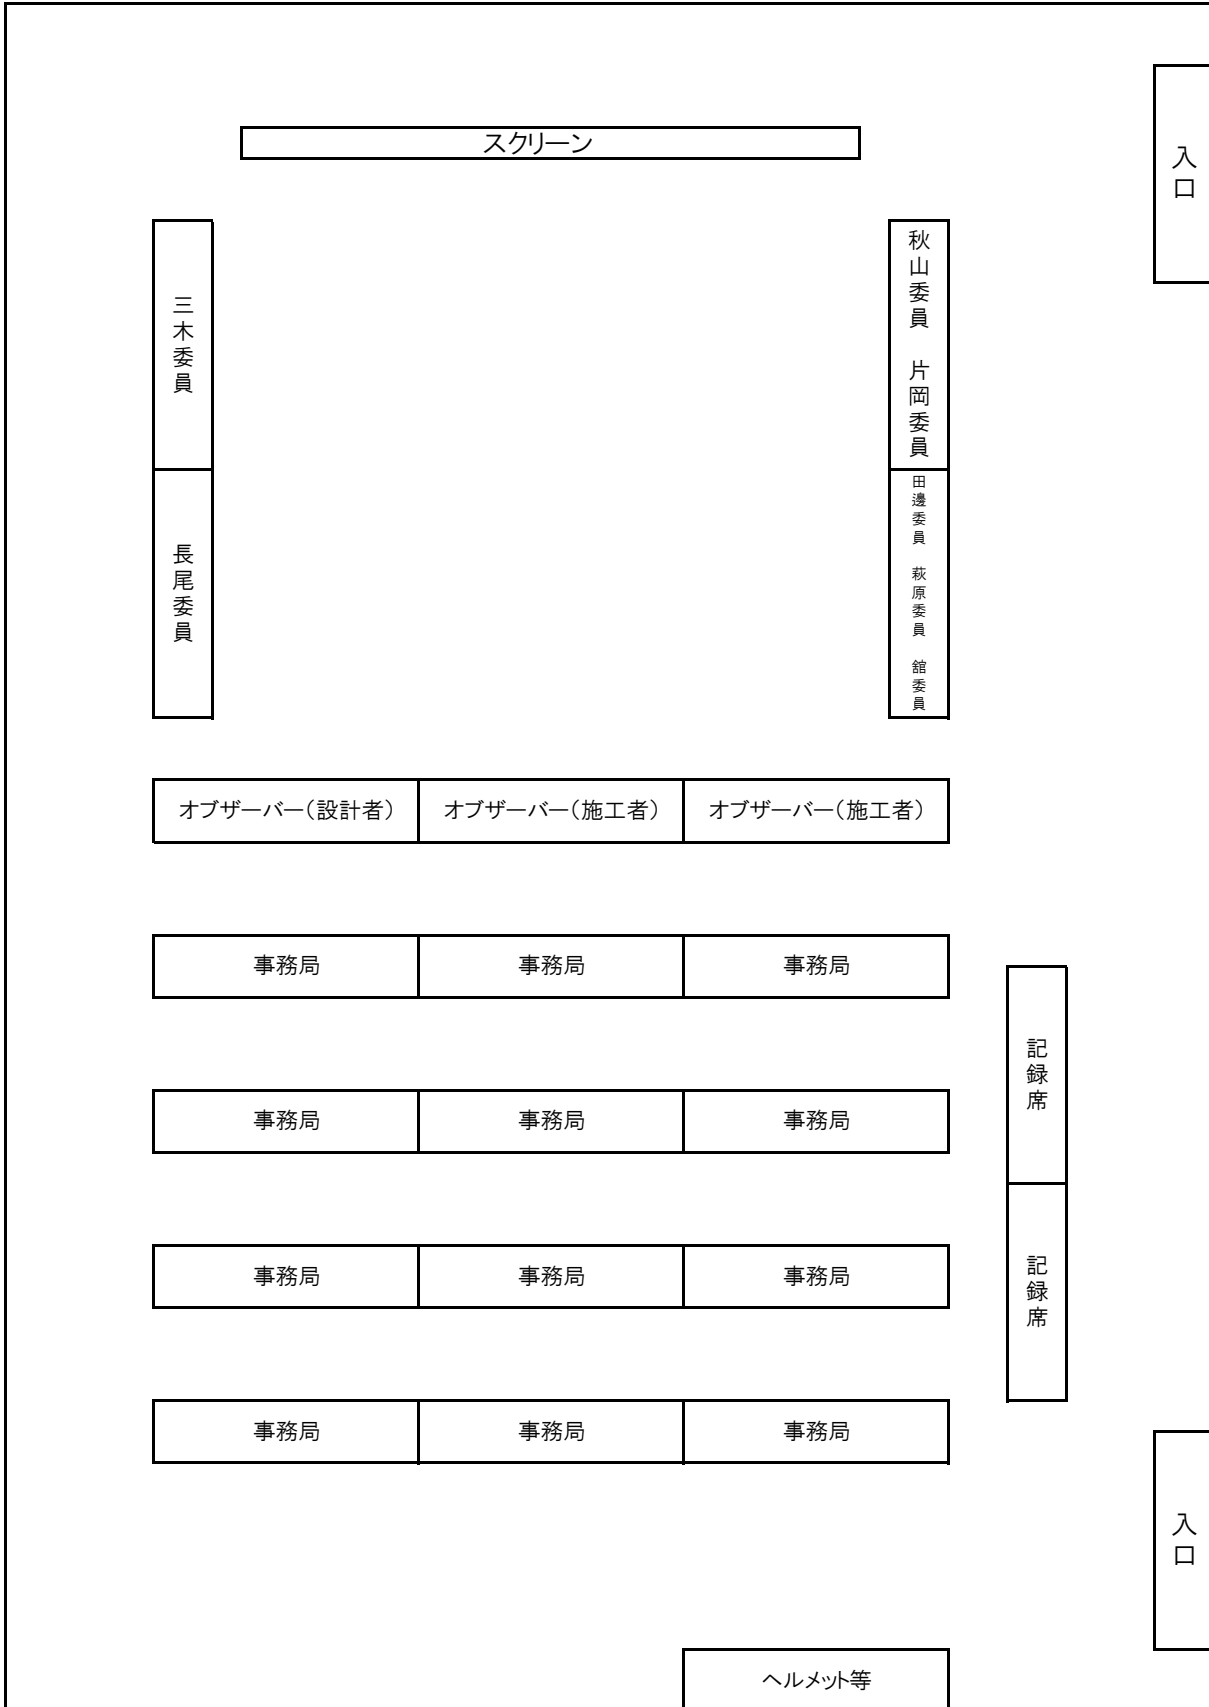 スクリーン
入口
三木委員
秋山委員　片岡委員
長尾委員
田邊委員　萩原委員　舘委員
オブザーバー（設計者）
オブザーバー（施工者）
オブザーバー（施工者）
事務局
事務局
事務局
記録席
事務局
事務局
事務局
記録席
事務局
事務局
事務局
事務局
事務局
事務局
入口
ヘルメット等